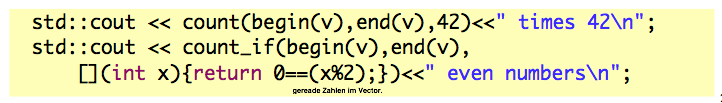 std::cout << count(begin(v),end(v),42)<<" times 42\n";
std::cout << count_if(begin(v),end(v),
[](int x){return 0==(x%2);})<<" even numbers\n";
gereade Zahlen im Vector.